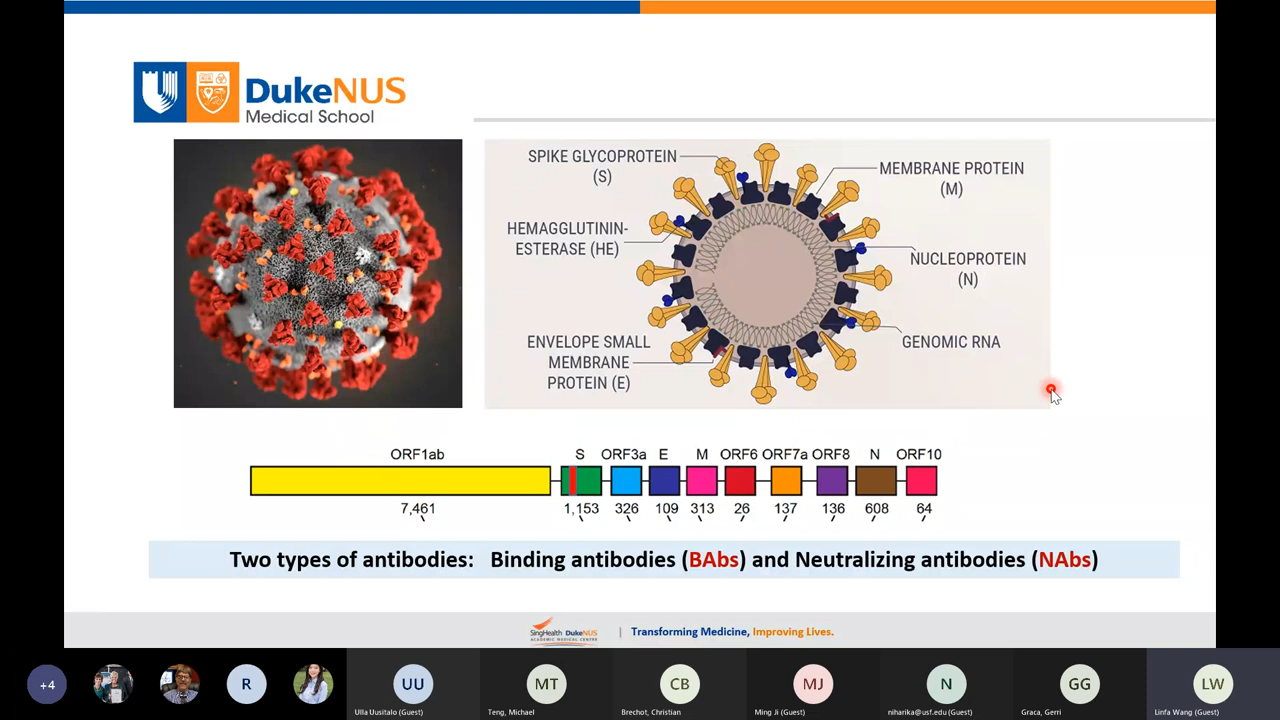 DukeNUS
Medical School
SPIKE GLYCOPROTEIN
(S)
MEMBRANE PROTEIN
(M)
HEMAGGLUTININ-
ESTERASE (HE)
NUCLEOPROTEIN
(N)
ENVELOPE SMALL
MEMBRANE
PROTEIN (E)
GENOMIC RNA
ORF1ab S ORF3a E M ORF6 ORF7a ORF8 N ORF10
7,461 1,153 326 109 313 26 137 136 608 64
Two types of antibodies: Binding antibodies (BAbs) and Neutralizing antibodies (NAbs)
SingHealth DukeNUS
ACADEMIC MEDICAL CENTRE
Transforming Medicine, Improving Lives.
+4 R UU MT CB MJ N GG LW
Ulla Uusitalo (Guest) Teng, Michael Brechot, Christian Ming Ji (Guest) niharika@usf.edu (Guest) Graca, Gerri Linfa Wang (Guest)